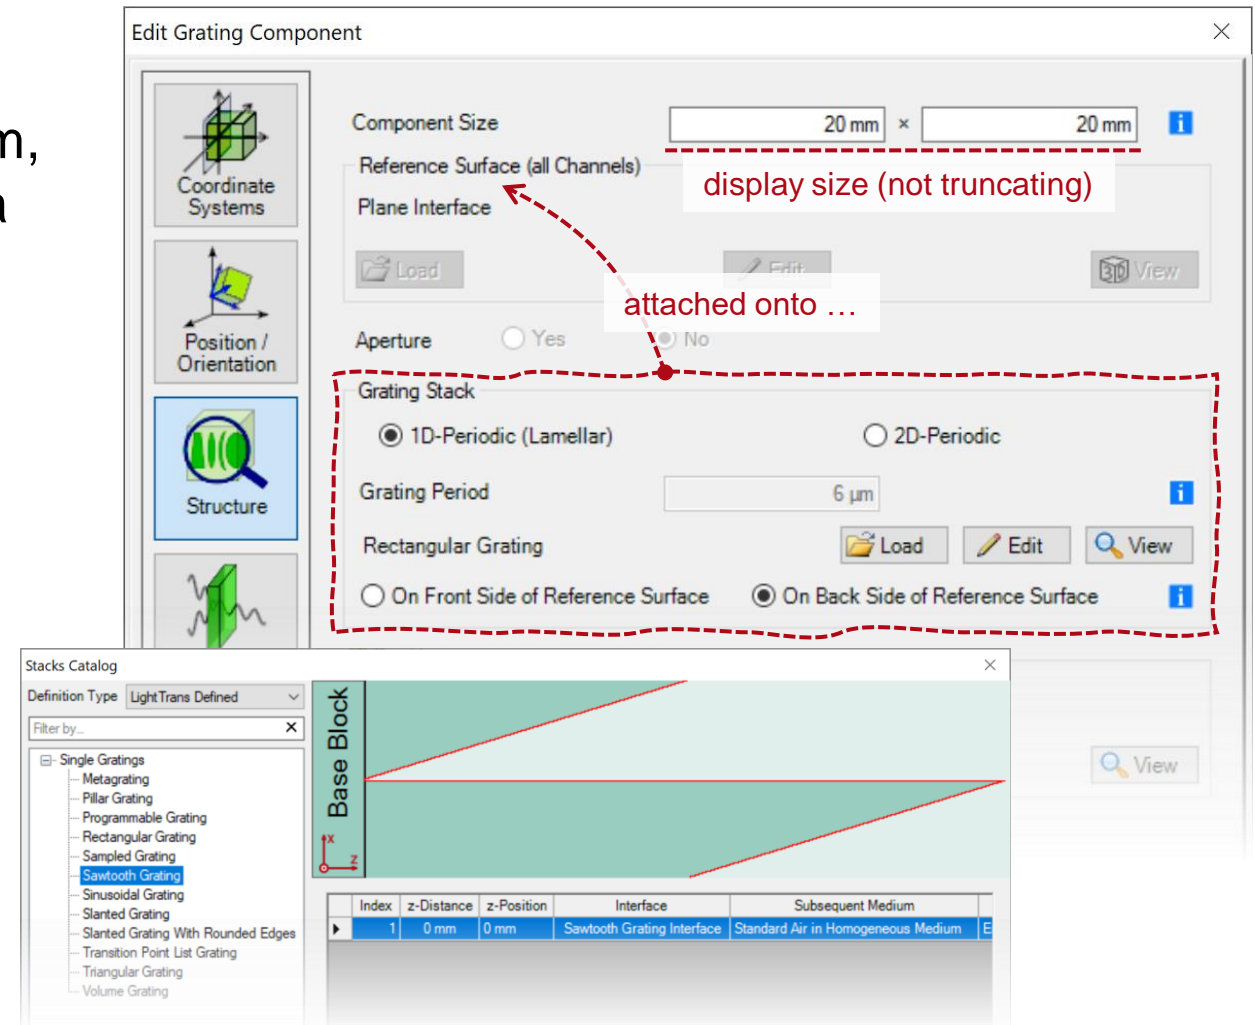 Edit Grating Component
m,
a
Coordinate
Systems
Position /
Orientation
Structure
Component Size 20 mm × 20 mm
display size (not truncating)
Reference Surface (all Channels)
Plane Interface
Load Edit 3D View
attached onto …
Aperture Yes No
Grating Stack
1D-Periodic (Lamellar) 2D-Periodic
Grating Period 6 µm
Rectangular Grating Load Edit View
On Front Side of Reference Surface On Back Side of Reference Surface
View
Stacks Catalog
Definition Type LightTrans Defined
Filter by...
Single Gratings
Metagrating
Pillar Grating
Programmable Grating
Rectangular Grating
Sampled Grating
Sawtooth Grating
Sinusoidal Grating
Slanted Grating
Slanted Grating With Rounded Edges
Transition Point List Grating
Triangular Grating
Volume Grating
Base Block
x
z
Index z-Distance z-Position Interface Subsequent Medium
1 0 mm 0 mm Sawtooth Grating Interface Standard Air in Homogeneous Medium E